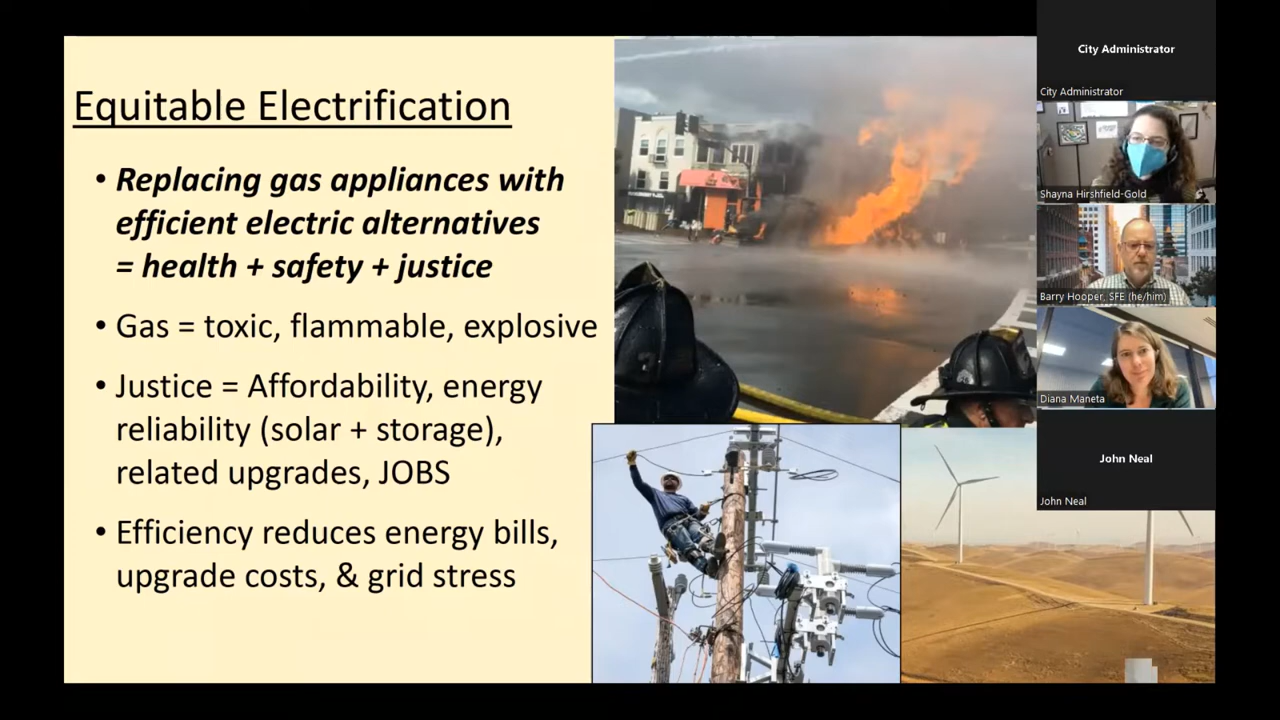 Equitable Electrification
• Replacing gas appliances with
efficient electric alternatives
= health + safety + justice
• Gas = toxic, flammable, explosive
• Justice = Affordability, energy
reliability (solar + storage),
related upgrades, JOBS
• Efficiency reduces energy bills,
upgrade costs, & grid stress
City Administrator
City Administrator
Shayna Hirshfield-Gold
Barry Hooper, SFE (he/him)
Diana Maneta
John Neal
John Neal